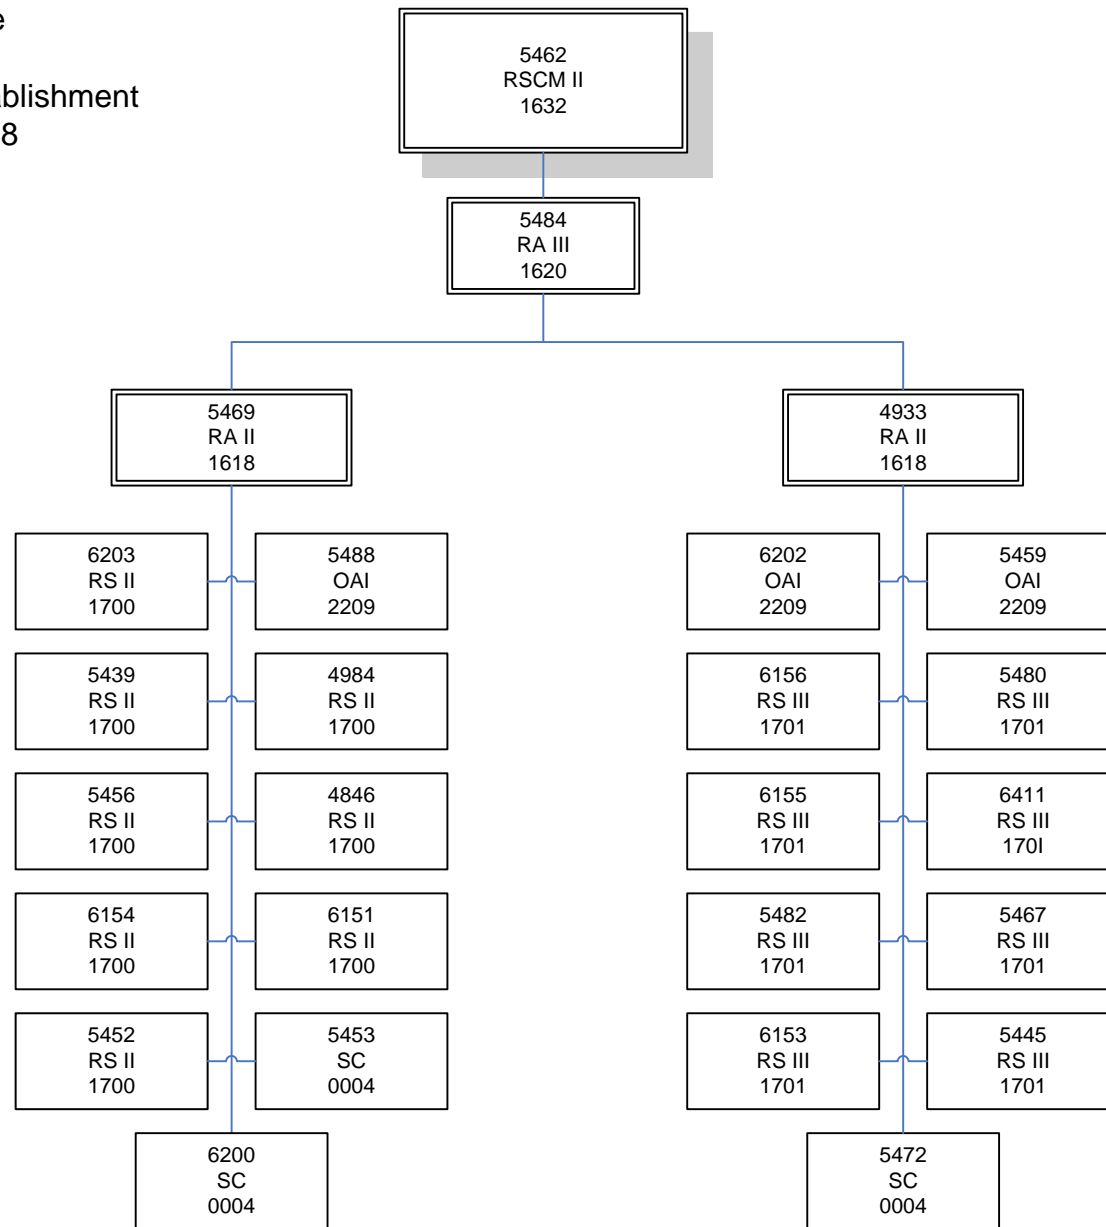 5462
RSCM II
1632
5484
RA III
1620
5469
RA II
1618
4933
RA II
1618
6203
RS II
1700
5488
OAI
2209
5439
RS II
1700
4984
RS II
1700
5456
RS II
1700
4846
RS II
1700
6154
RS II
1700
6151
RS II
1700
5452
RS II
1700
5453
SC
0004
6200
SC
0004
6202
OAI
2209
5459
OAI
2209
6156
RS III
1701
5480
RS III
1701
6155
RS III
1701
6411
RS III
170I
5482
RS III
1701
5467
RS III
1701
6153
RS III
1701
5445
RS III
1701
5472
SC
0004